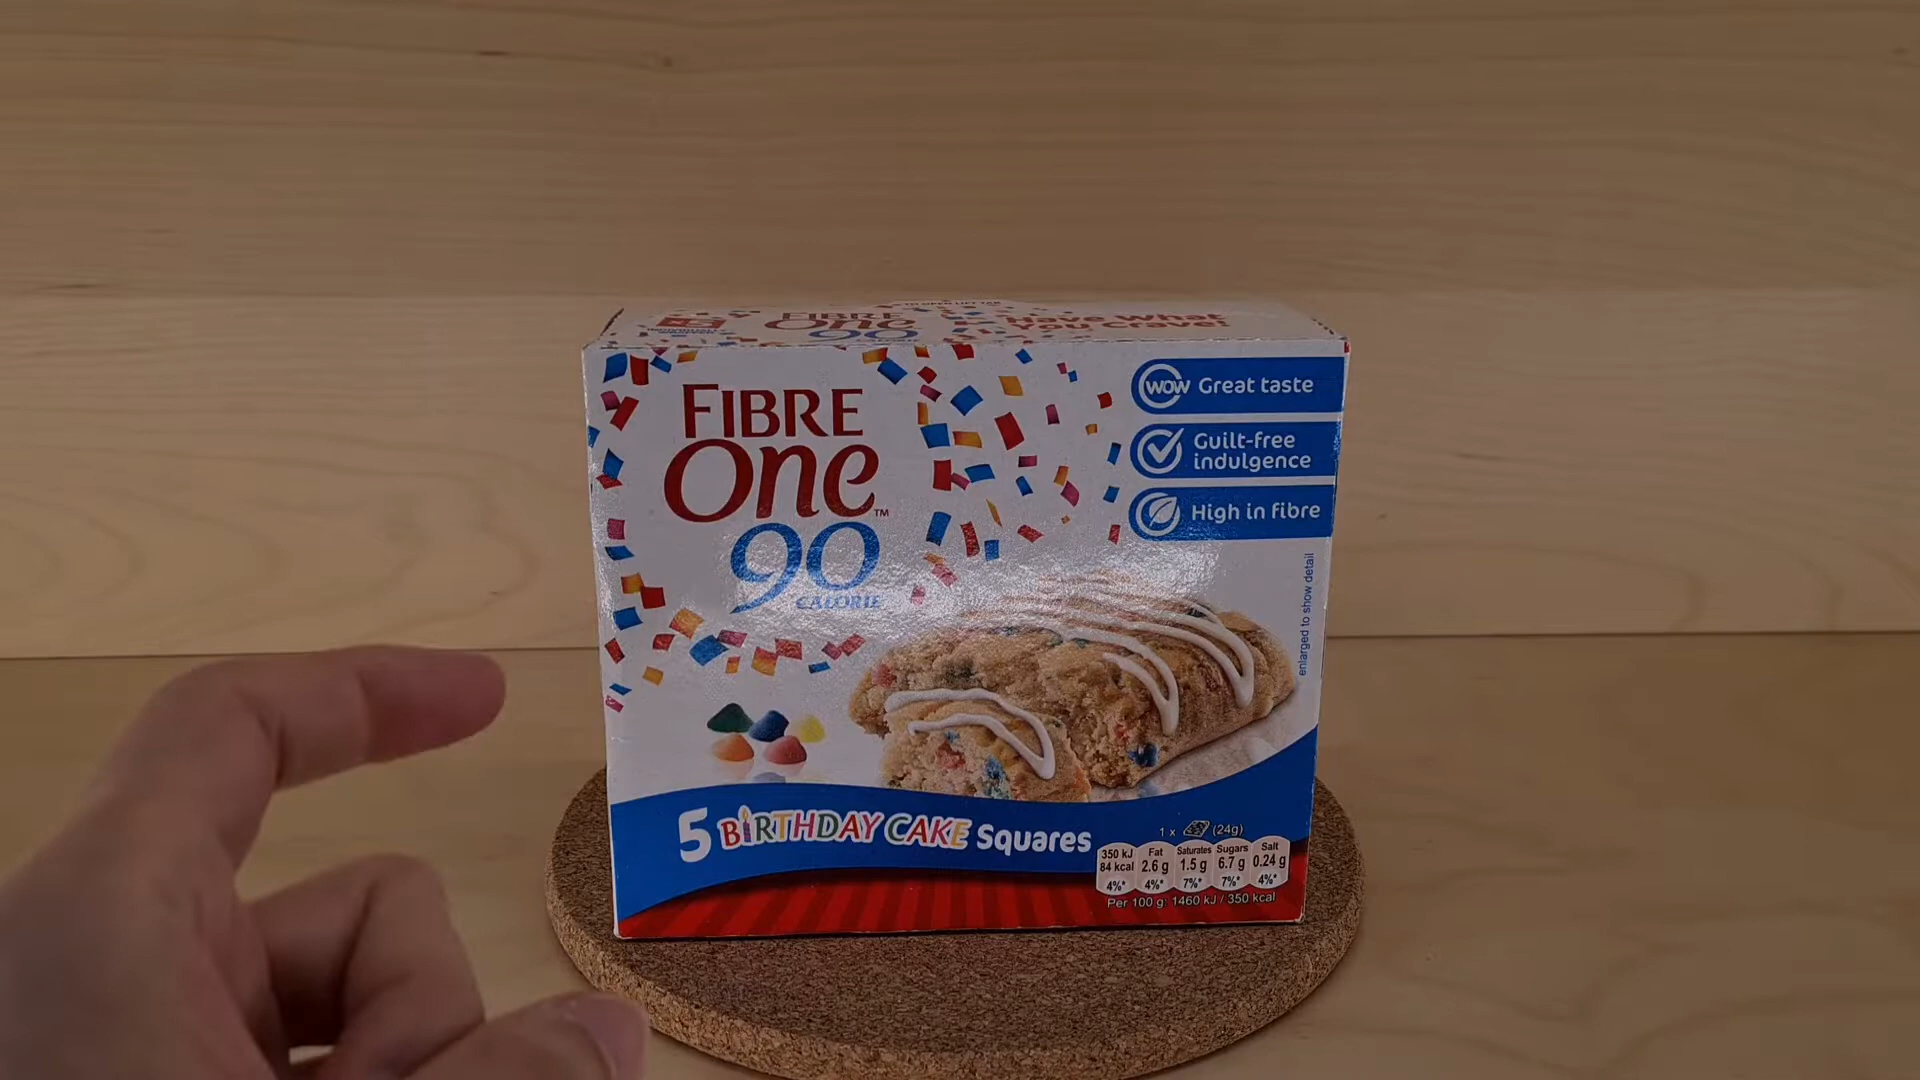 FIBRE
One
90
Have What
You Crave!
FIBRE
One™
90
CALORIE
WOW Great taste
Guilt-free
indulgence
High in fibre
enlarged to show detail
5 BIRTHDAY CAKE Squares
1 x (24g)
350 kJ
84 kcal
4%*
Fat
2.6 g
4%*
Saturates
1.5 g
7%*
Sugars
6.7 g
7%*
Salt
0.24 g
4%*
Per 100 g: 1460 kJ / 350 kcal